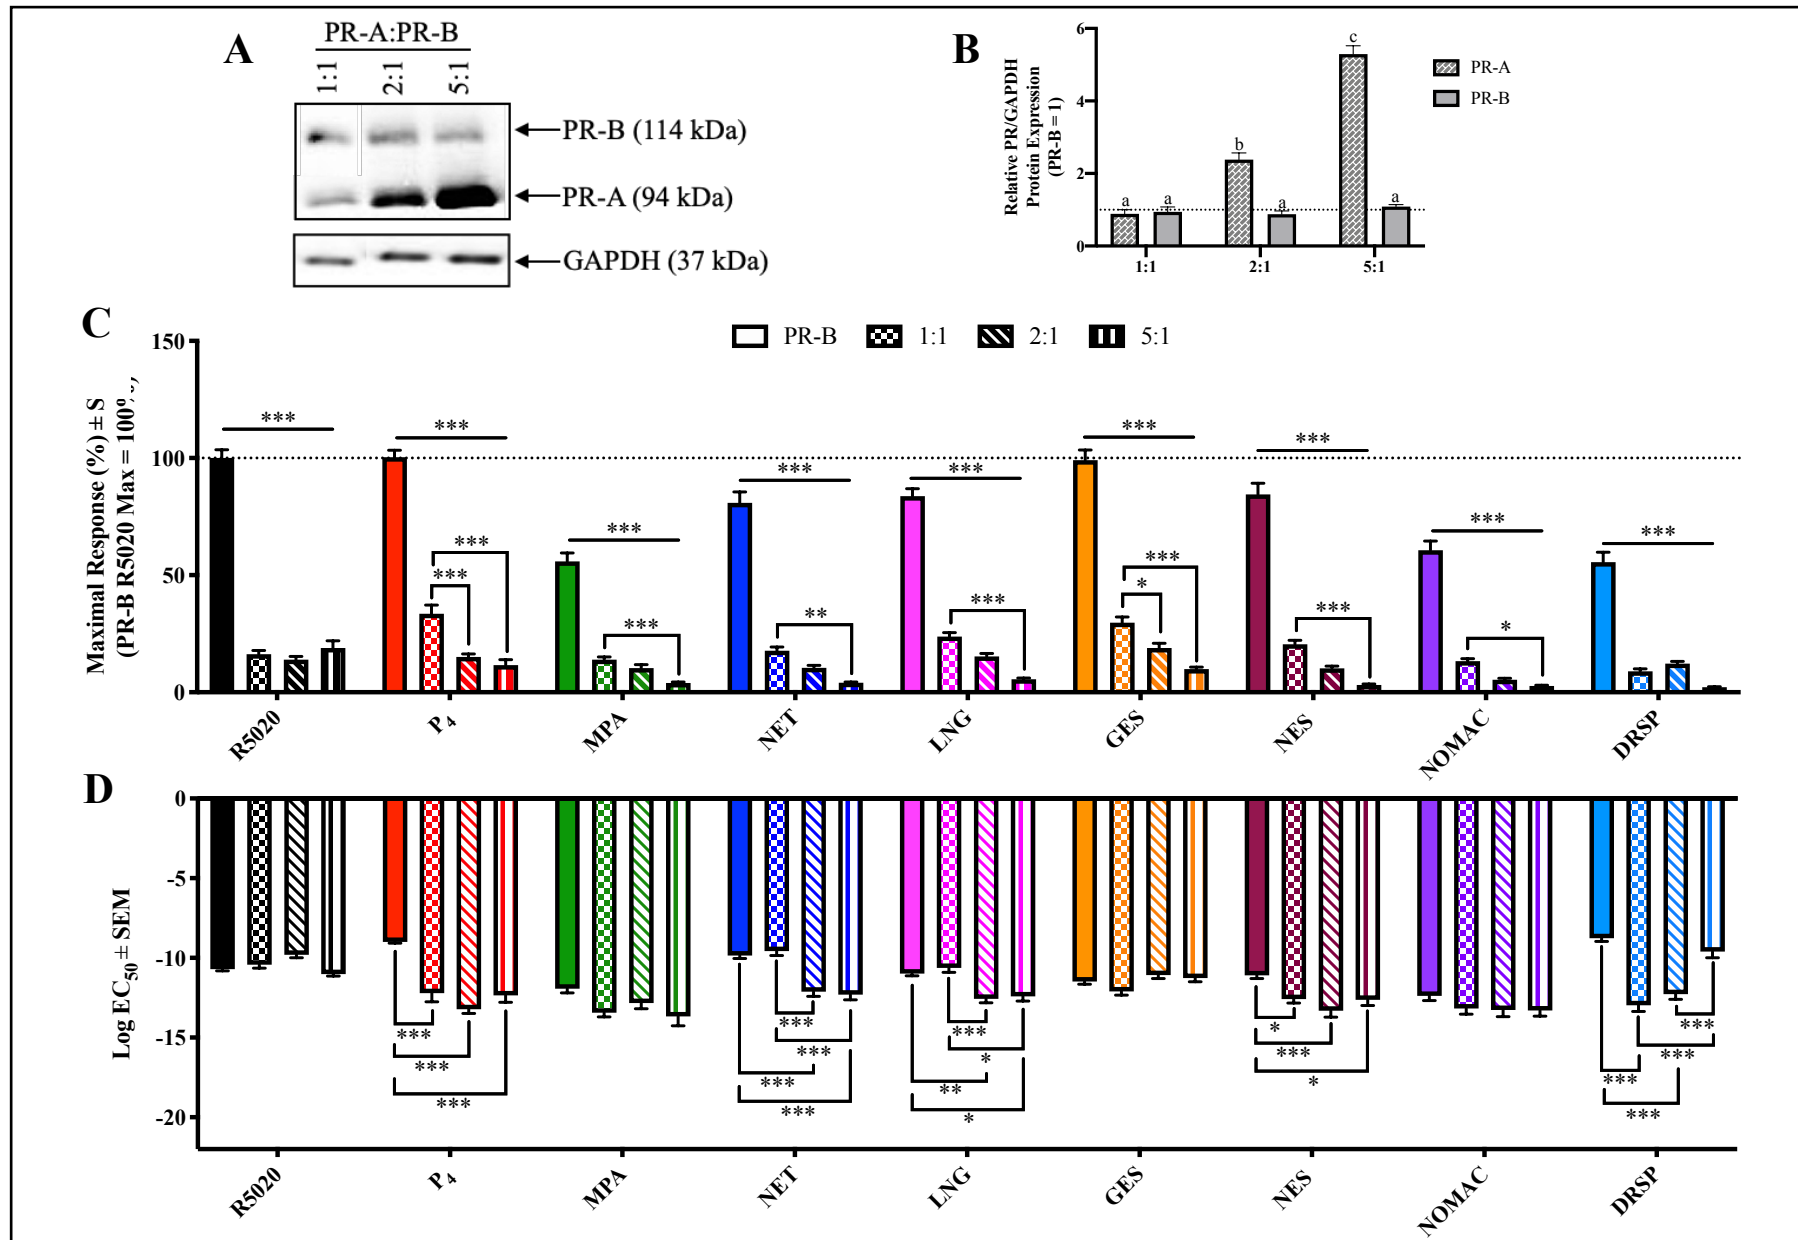 A
PR-A:PR-B
1:1 2:1 5:1
PR-B (114 kDa)
PR-A (94 kDa)
GAPDH (37 kDa)
B
Relative PR/GAPDH
Protein Expression
(PR-B = 1)
6
4
2
0
a a b a c a
1:1 2:1 5:1
PR-A
PR-B
C
PR-B 1:1 2:1 5:1
Maximal Response (%) ± S
(PR-B R5020 Max = 100
150
100
50
0
*** *** *** *** *** *** *** *** ***
*** *** *** ** *** * *** *** *
R5020 P4 MPA NET LNG GES NES NOMAC DRSP
D
Log EC50 ± SEM
0
-5
-10
-15
-20
*** *** ***
*** *** *** ***
*** * ** *
* *** *
*** *** *** ***
R5020 P4 MPA NET LNG GES NES NOMAC DRSP